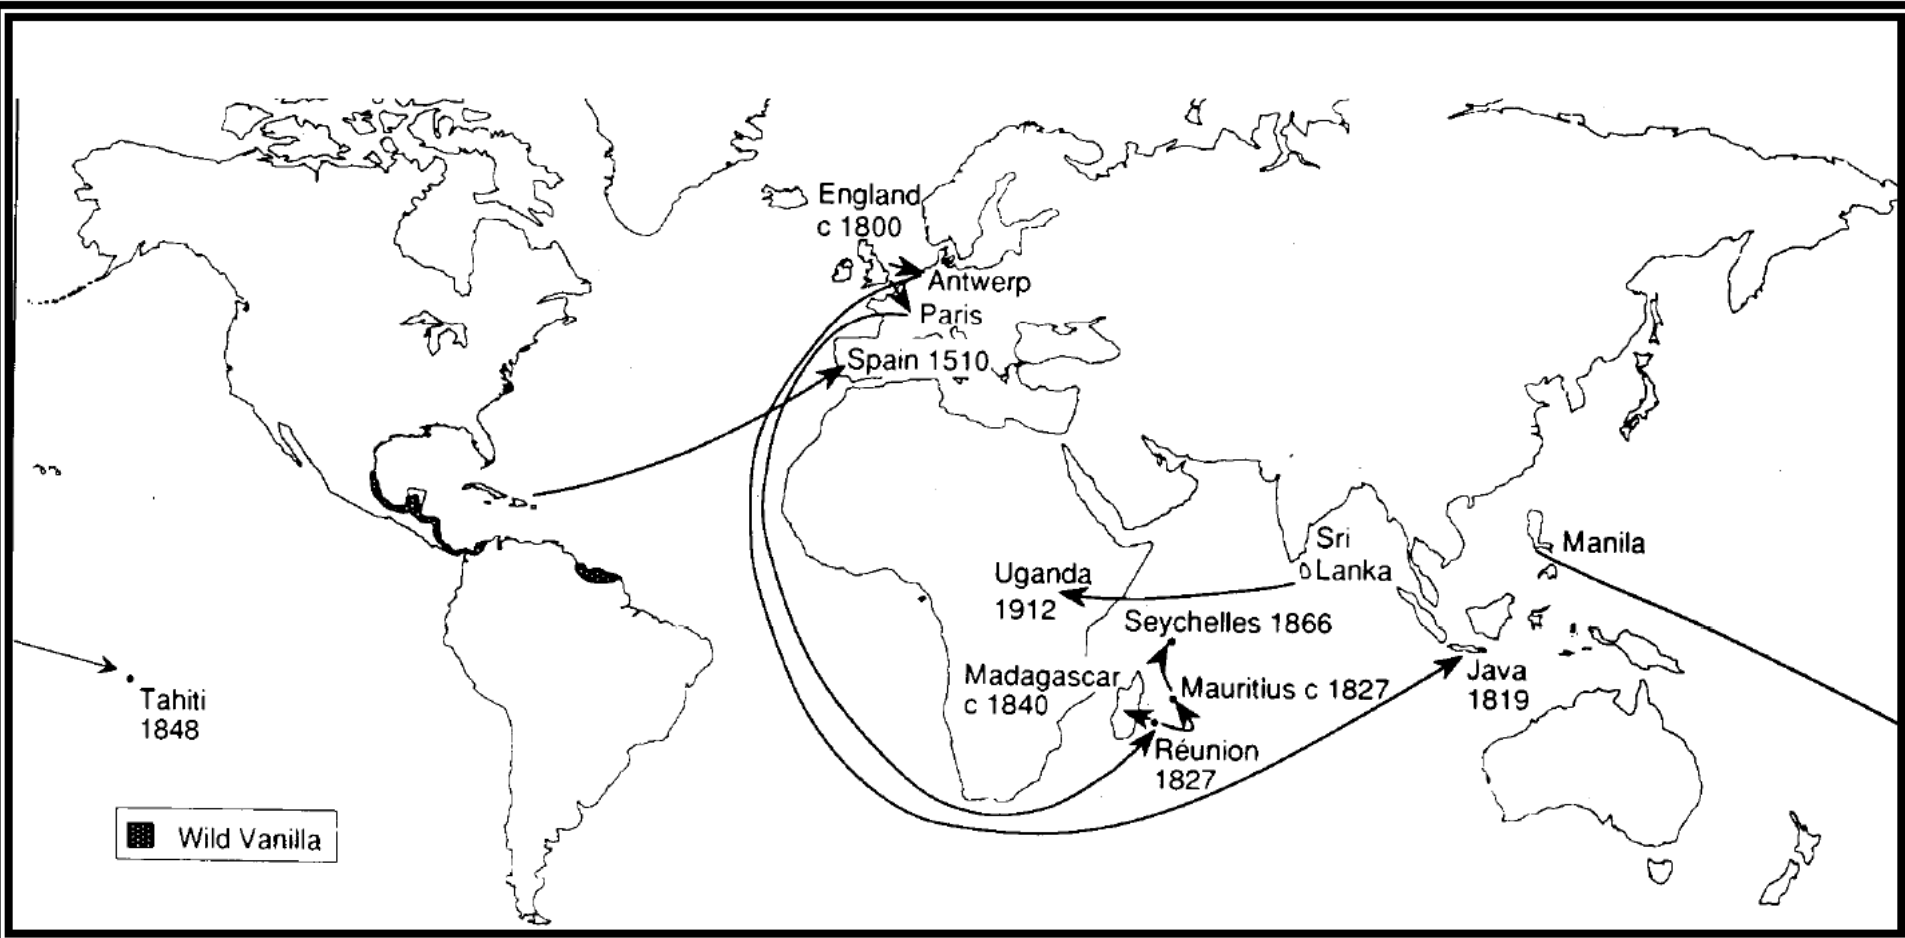 England
c 1800
Antwerp
Paris
Spain 1510
Sri
Lanka
Manila
Uganda
1912
Seychelles 1866
Madagascar
c 1840
Mauritius c 1827
Java
1819
Tahiti
1848
Réunion
1827
Wild Vanilla